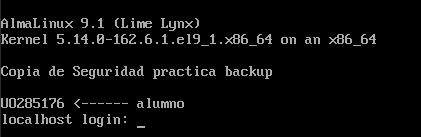 AlmaLinux 9.1 (Lime Lynx)
Kernel 5.14.0-162.6.1.el9_1.x86_64 on an x86_64
Copia de Seguridad practica backup
UO285176 <------ alumno
localhost login: _